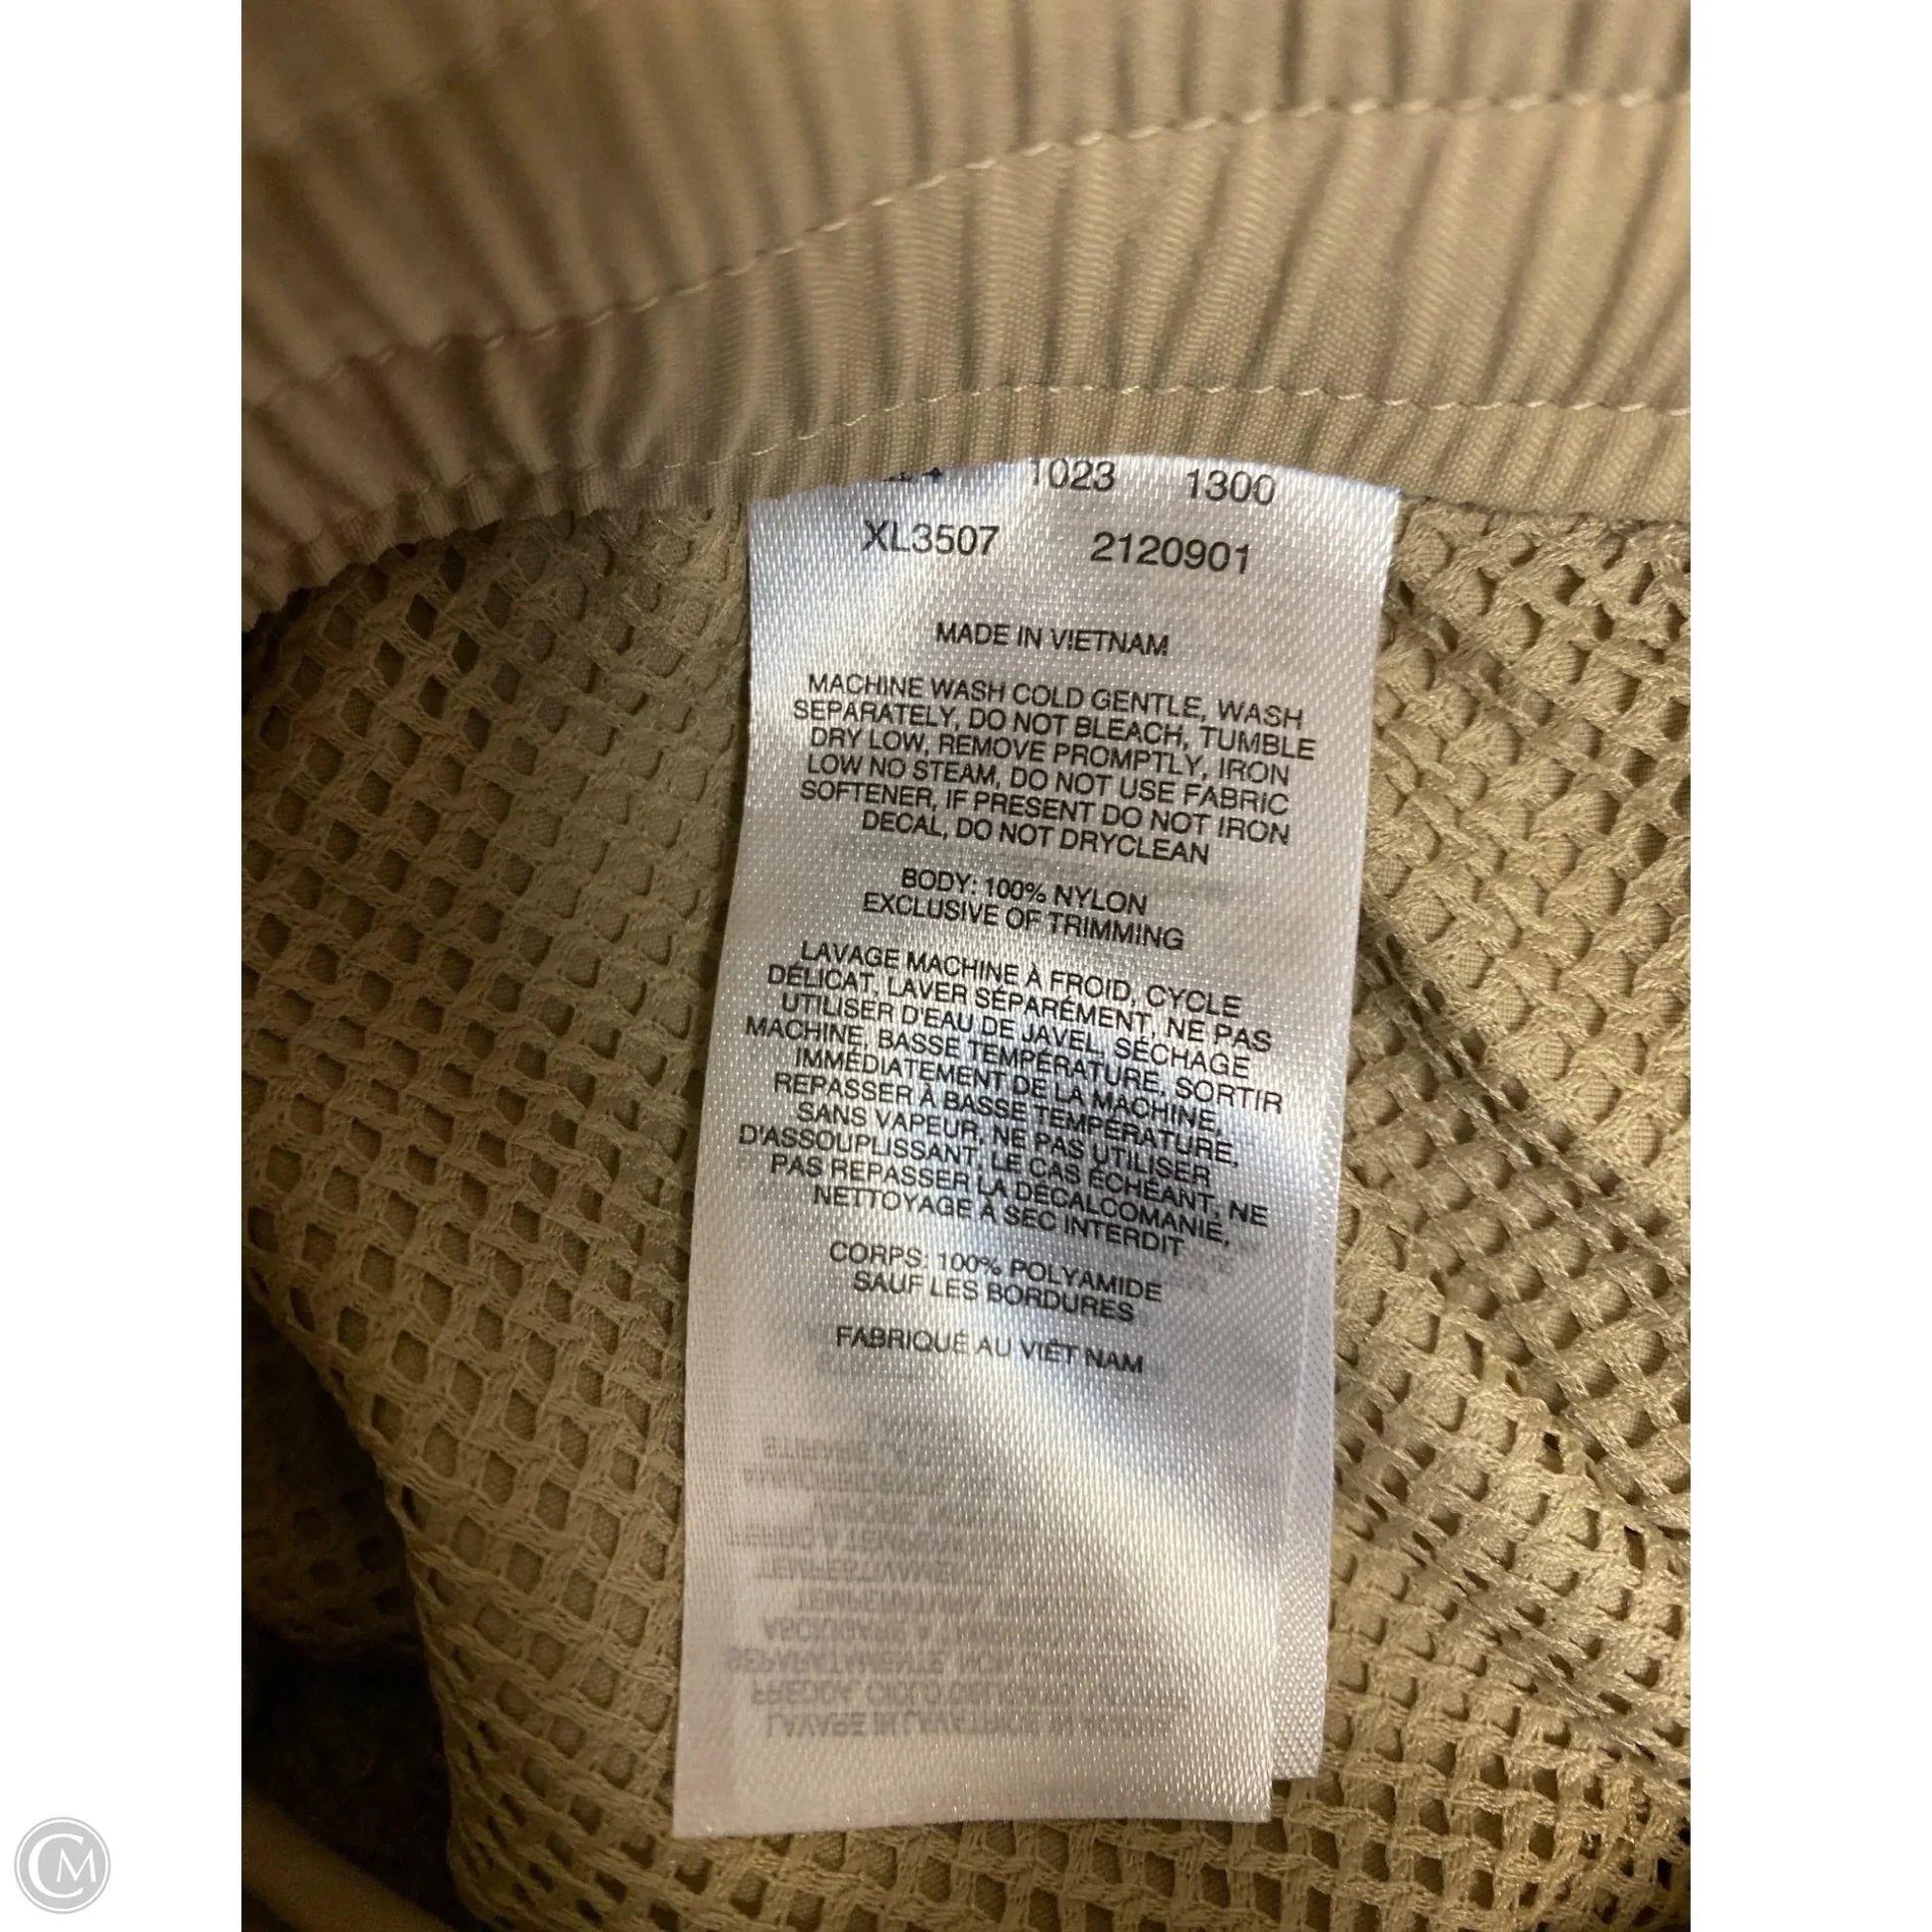 1023 1300
XL3507 2120901
MADE IN VIETNAM
MACHINE WASH COLD GENTLE, WASH
SEPARATELY, DO NOT BLEACH, TUMBLE
DRY LOW, REMOVE PROMPTLY, IRON
LOW NO STEAM, DO NOT USE FABRIC
SOFTENER, IF PRESENT DO NOT IRON
DECAL, DO NOT DRYCLEAN
BODY: 100% NYLON
EXCLUSIVE OF TRIMMING
LAVAGE MACHINE À FROID, CYCLE
DÉLICAT, LAVER SÉPARÉMENT, NE PAS
UTILISER D'EAU DE JAVEL, SÉCHAGE
MACHINE, BASSE TEMPÉRATURE, SORTIR
IMMÉDIATEMENT DE LA MACHINE,
REPASSER À BASSE TEMPÉRATURE,
SANS VAPEUR, NE PAS UTILISER
D'ASSOUPLISSANT, LE CAS ÉCHÉANT, NE
PAS REPASSER LA DÉCALCOMANIE,
NETTOYAGE À SEC INTERDIT
CORPS: 100% POLYAMIDE
SAUF LES BORDURES
FABRIQUÉ AU VIÊT NAM
CM